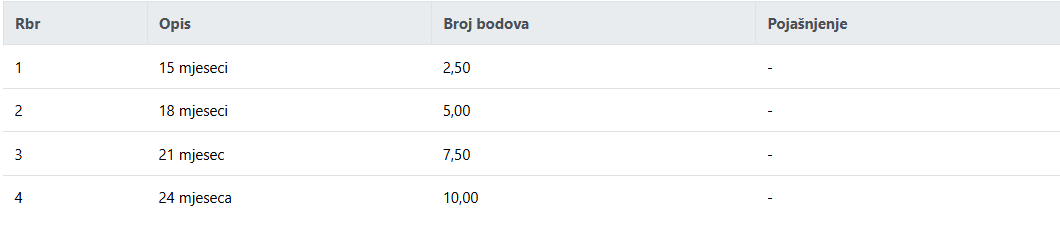 Rbr Opis Broj bodova Pojašnjenje
1 15 mjeseci 2,50 -
2 18 mjeseci 5,00 -
3 21 mjesec 7,50 -
4 24 mjeseca 10,00 -